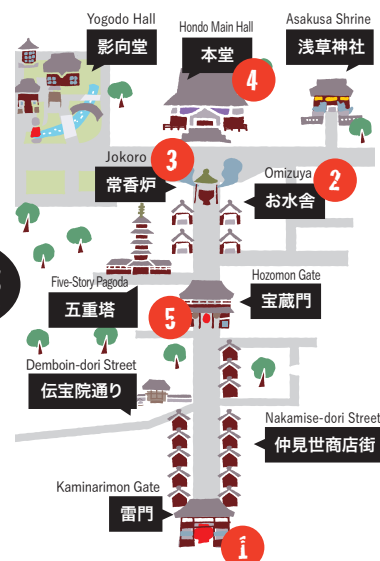 Yogodo Hall
影向堂
Hondo Main Hall
本堂
4
Asakusa Shrine
浅草神社
Jokoro
3
常香炉
Omizuya
2
お水舎
Five-Story Pagoda
五重塔
5
Hozomon Gate
宝蔵門
Demboin-dori Street
伝宝院通り
Nakamise-dori Street
仲見世商店街
Kaminarimon Gate
雷門
1